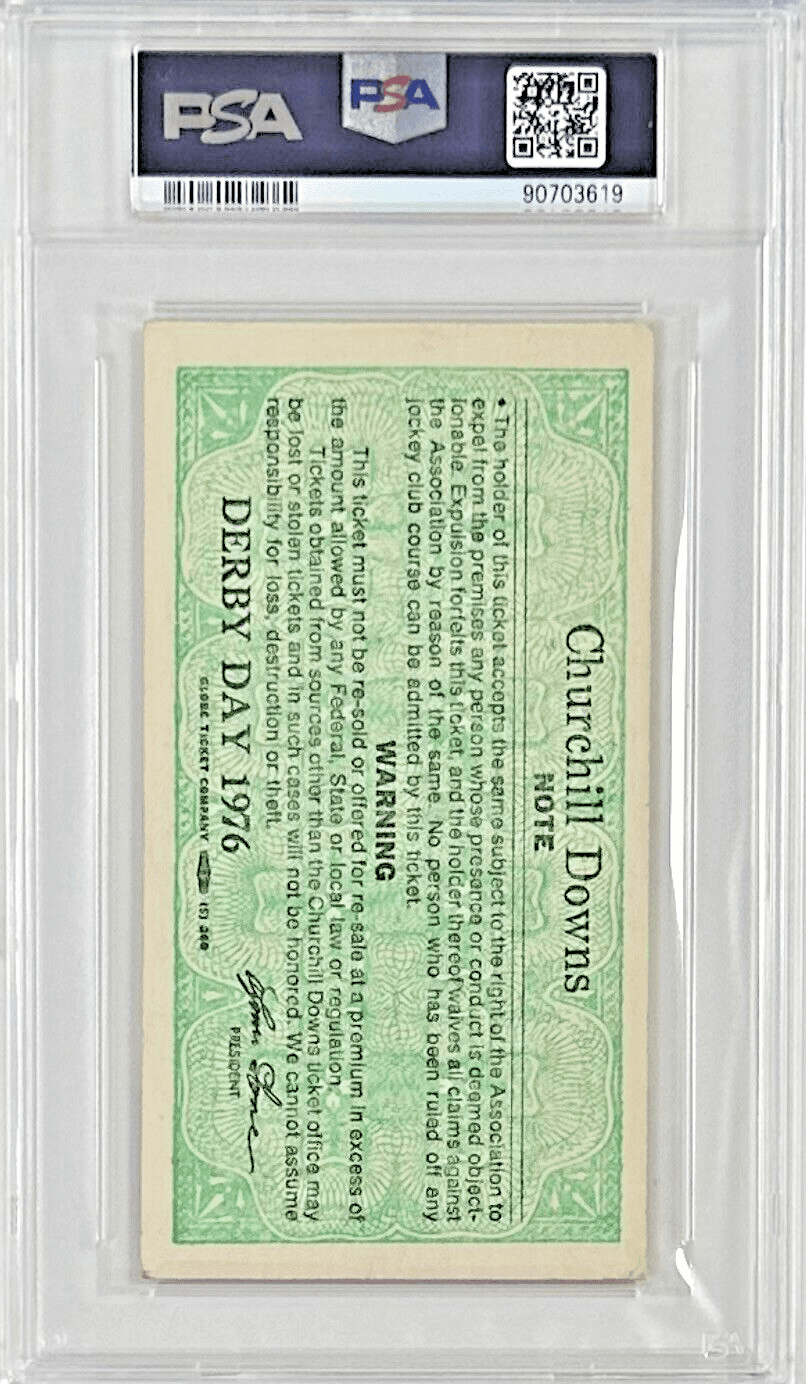 PSA
PSA
90703619
Churchill Downs
NOTE
• The holder of this ticket accepts the same subject to the right of the Association to
expel from the premises any person whose presence or conduct is deemed object-
ionable. Expulsion forfeits this ticket, and the holder thereof waives all claims against
the Association by reason of the same. No person who has been ruled off any
jockey club course can be admitted by this ticket.
WARNING
This ticket must not be re-sold or offered for re-sale at a premium in excess of
the amount allowed by any Federal, State or local law or regulation.
Tickets obtained from sources other than the Churchill Downs ticket office may
be lost or stolen tickets and in such cases will not be honored. We cannot assume
responsibility for loss, destruction or theft.
DERBY DAY 1976
PRESIDENT
GLOBE TICKET COMPANY